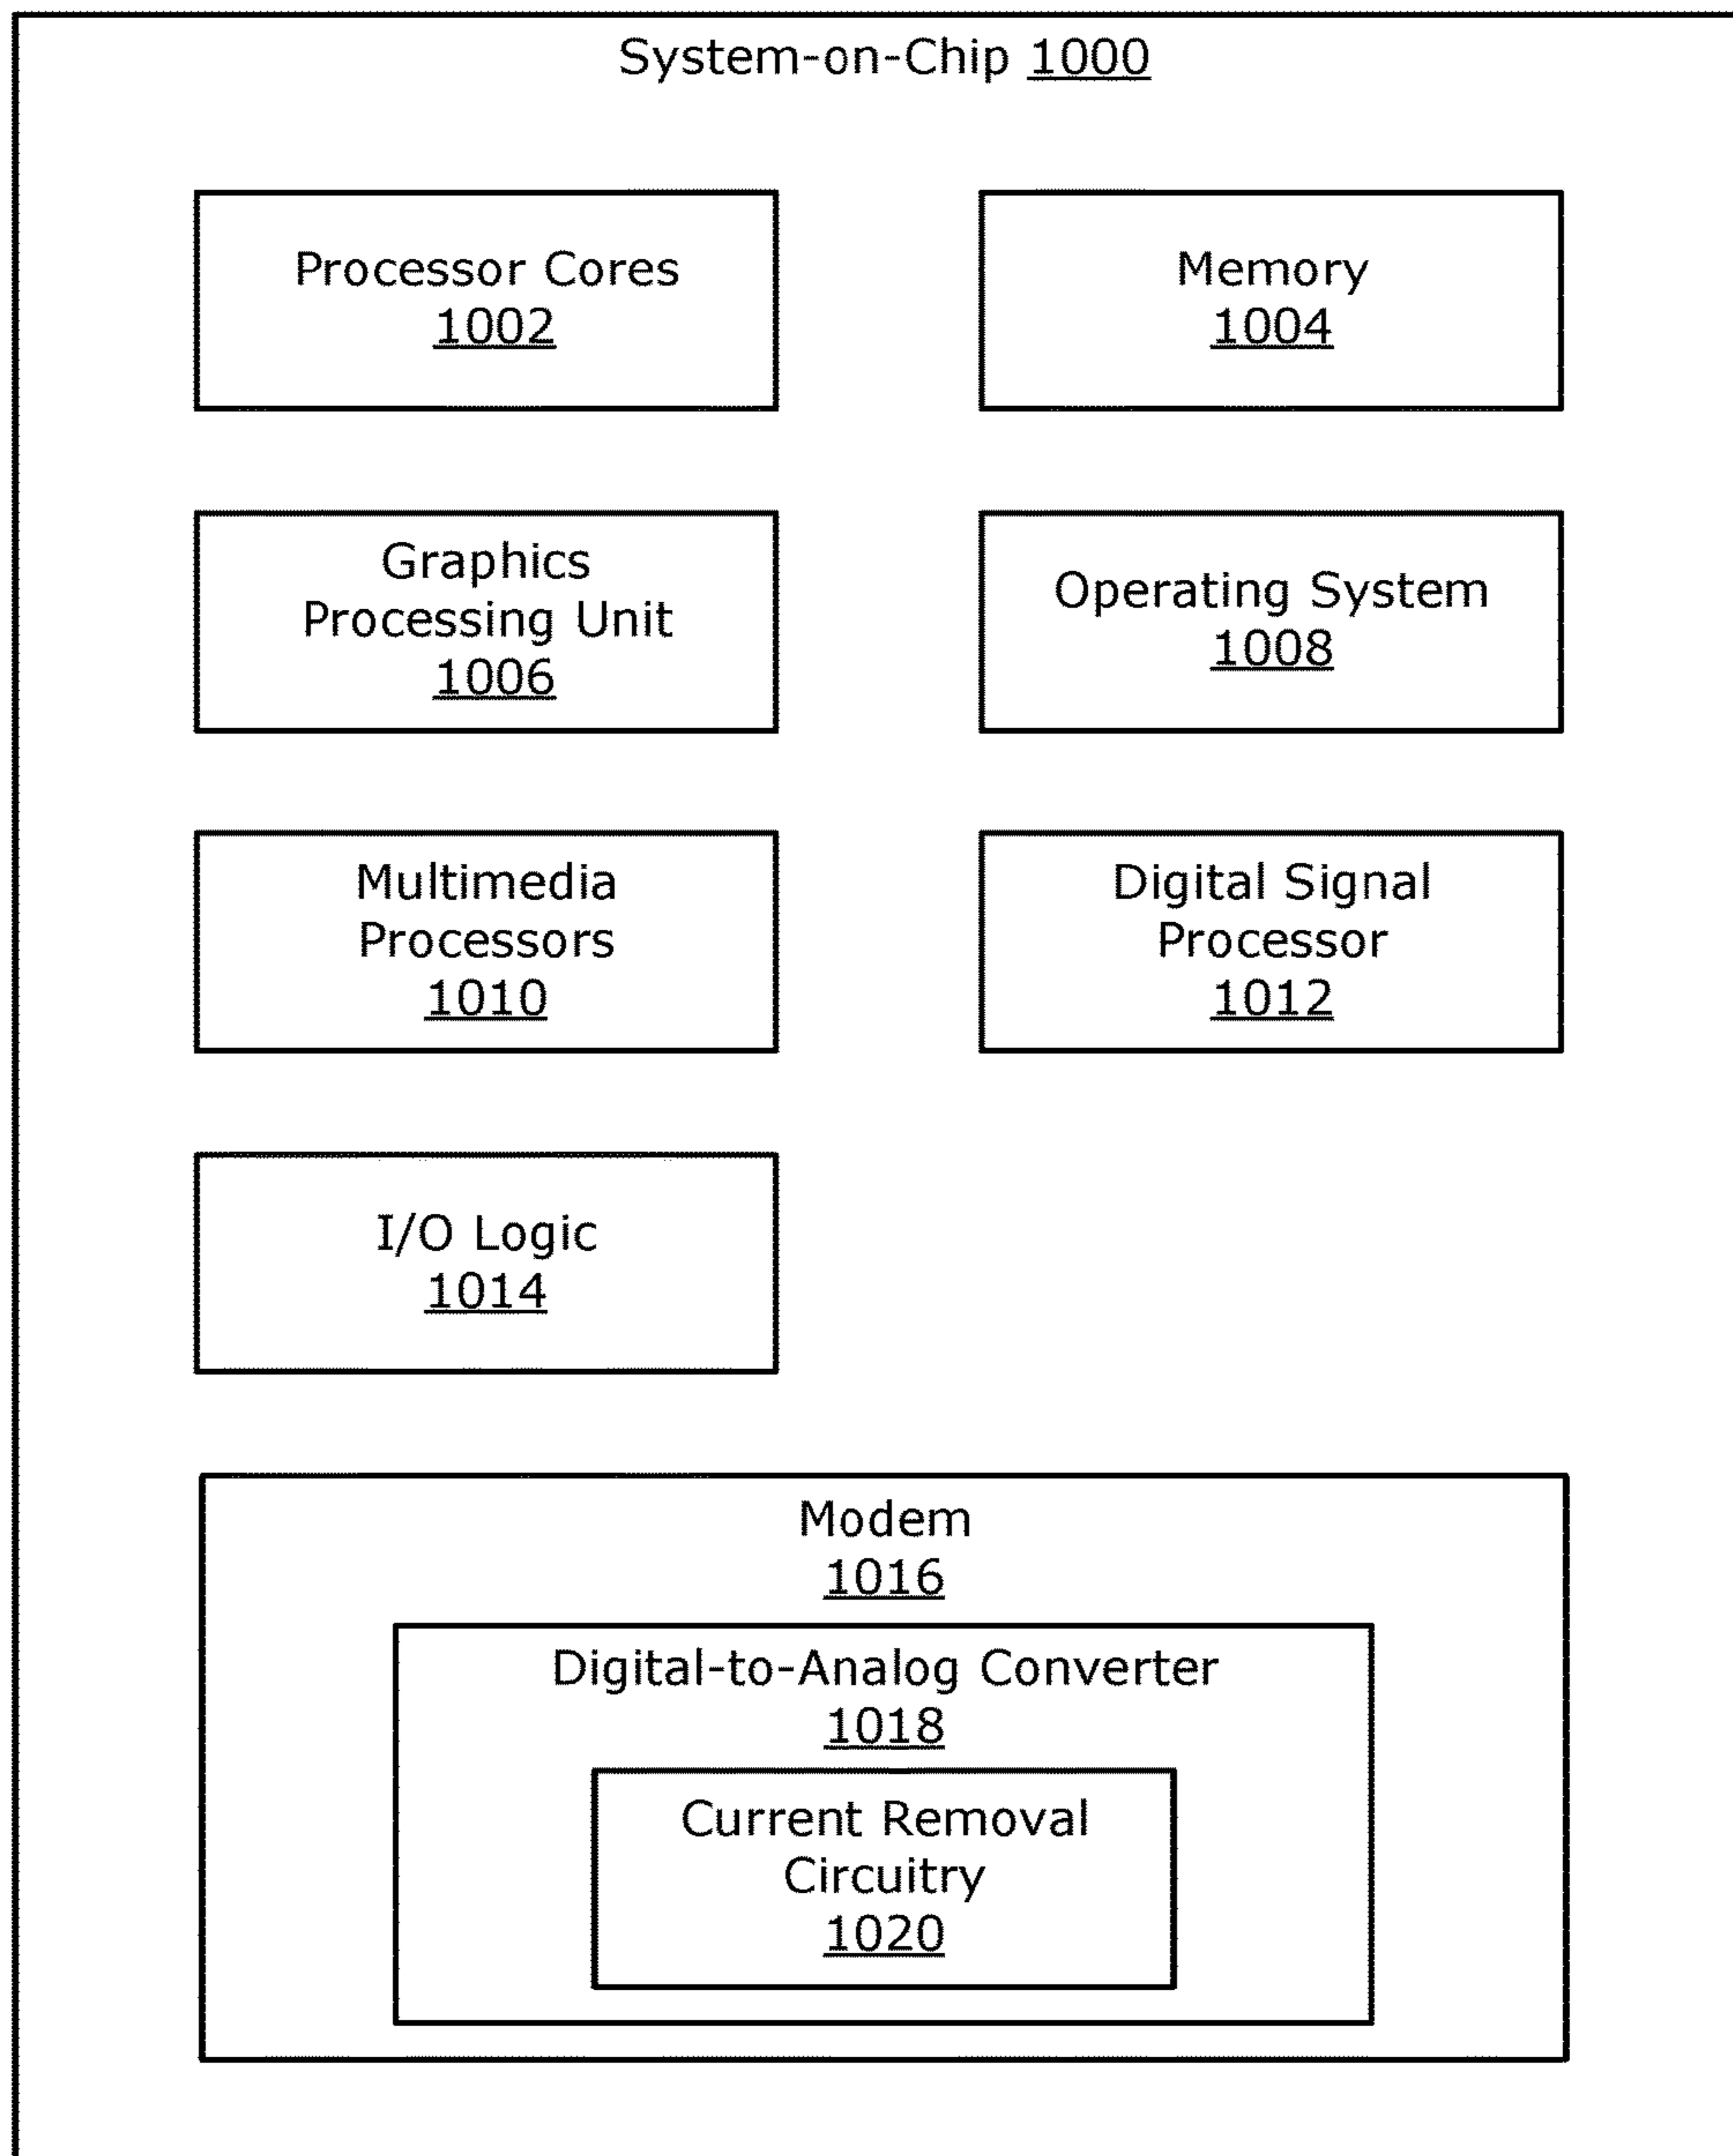 System-on-Chip 1000
Processor Cores
1002
Memory
1004
Graphics
Processing Unit
1006
Operating System
1008
Multimedia
Processors
1010
Digital Signal
Processor
1012
I/O Logic
1014
Modem
1016
Digital-to-Analog Converter
1018
Current Removal
Circuitry
1020